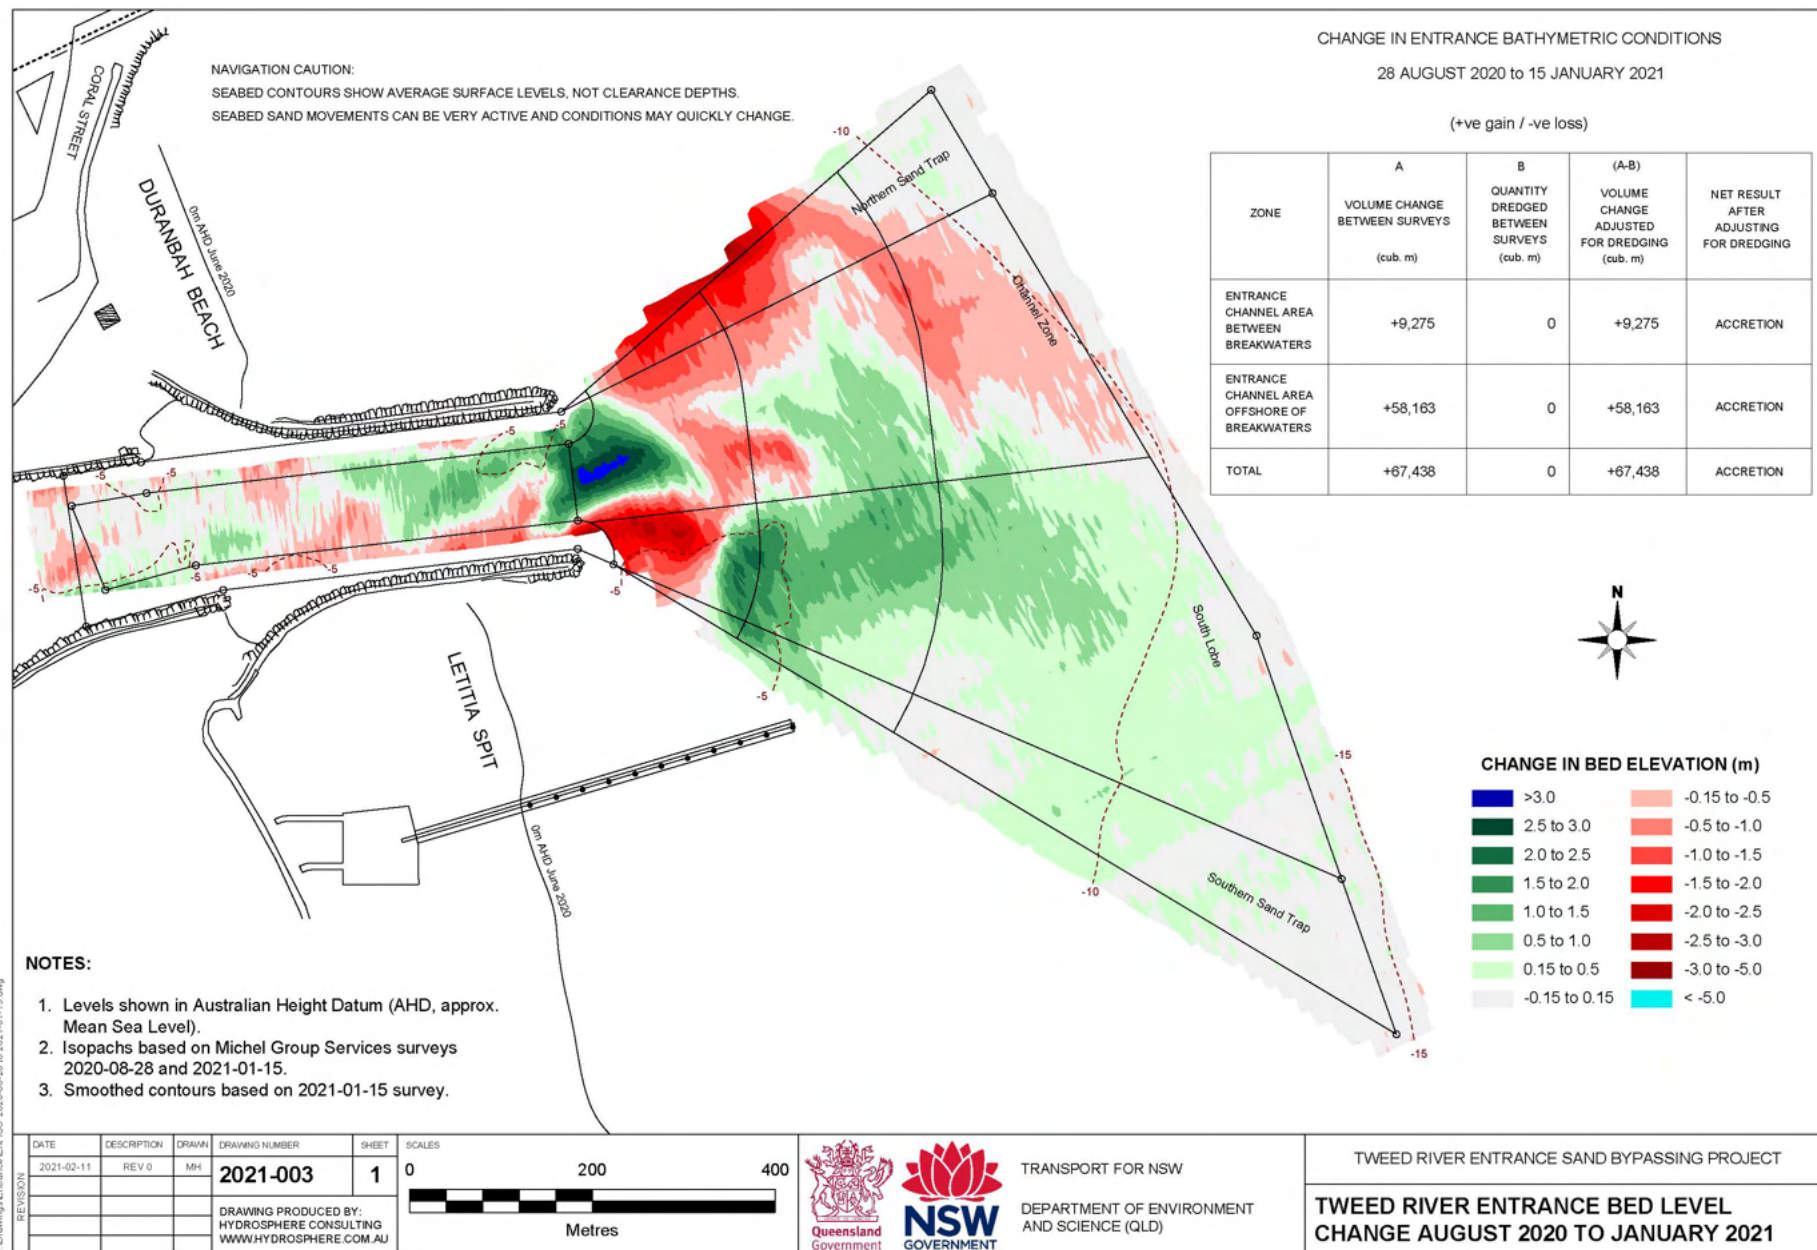 CHANGE IN ENTRANCE BATHYMETRIC CONDITIONS
28 AUGUST 2020 to 15 JANUARY 2021
(+ve gain / -ve loss)
NAVIGATION CAUTION:
SEABED CONTOURS SHOW AVERAGE SURFACE LEVELS, NOT CLEARANCE DEPTHS.
SEABED SAND MOVEMENTS CAN BE VERY ACTIVE AND CONDITIONS MAY QUICKLY CHANGE.
ZONE
A
VOLUME CHANGE
BETWEEN SURVEYS
(cub. m)
B
QUANTITY
DREDGED
BETWEEN
SURVEYS
(cub. m)
(A-B)
VOLUME
CHANGE
ADJUSTED
FOR DREDGING
(cub. m)
NET RESULT
AFTER
ADJUSTING
FOR DREDGING
ENTRANCE
CHANNEL AREA
BETWEEN
BREAKWATERS
+9,275
0
+9,275
ACCRETION
ENTRANCE
CHANNEL AREA
OFFSHORE OF
BREAKWATERS
+58,163
0
+58,163
ACCRETION
TOTAL
+67,438
0
+67,438
ACCRETION
CORAL STREET
DURANBAH BEACH
0m AHD June 2020
-10
Northern Sand Trap
Channel Zone
-5
-5
-5
-5
-5
-5
-5
-5
-5
-5
South Lobe
LETITIA SPIT
0m AHD June 2020
-15
-10
Southern Sand Trap
-15
N
CHANGE IN BED ELEVATION (m)
>3.0
2.5 to 3.0
2.0 to 2.5
1.5 to 2.0
1.0 to 1.5
0.5 to 1.0
0.15 to 0.5
-0.15 to 0.15
-0.15 to -0.5
-0.5 to -1.0
-1.0 to -1.5
-1.5 to -2.0
-2.0 to -2.5
-2.5 to -3.0
-3.0 to -5.0
< -5.0
NOTES:
1. Levels shown in Australian Height Datum (AHD, approx.
Mean Sea Level).
2. Isopachs based on Michel Group Services surveys
2020-08-28 and 2021-01-15.
3. Smoothed contours based on 2021-01-15 survey.
REVISION
DATE
DESCRIPTION
DRAWN
2021-02-11
REV 0
MH
DRAWING NUMBER
2021-003
SHEET
1
DRAWING PRODUCED BY:
HYDROSPHERE CONSULTING
WWW.HYDROSPHERE.COM.AU
SCALES
0
200
400
Metres
Queensland
Government
NSW
GOVERNMENT
TRANSPORT FOR NSW
DEPARTMENT OF ENVIRONMENT
AND SCIENCE (QLD)
TWEED RIVER ENTRANCE SAND BYPASSING PROJECT
TWEED RIVER ENTRANCE BED LEVEL
CHANGE AUGUST 2020 TO JANUARY 2021